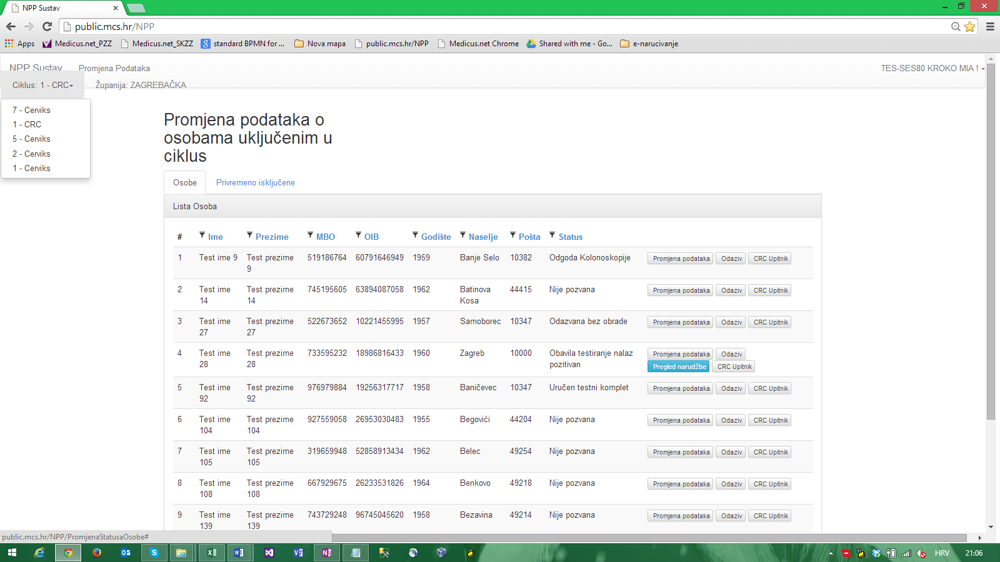 NPP Sustav
public.mcs.hr/NPP
Apps Medicus.net_PZZ Medicus.net_SKZZ standard BPMN for ... Nova mapa public.mcs.hr/NPP Medicus.net Chrome Shared with me - Go... e-narucivanje
NPP Sustav Promjena Podataka TES-SES80 KROKO MIA !
Ciklus: 1 - CRC Županija: ZAGREBAČKA
7 - Cerviks
1 - CRC
5 - Cerviks
2 - Cerviks
1 - Cerviks
Promjena podataka o
osobama uključenim u
ciklus
Osobe Privremeno isključene
Lista Osoba
# Ime Prezime MBO OIB Godište Naselje Pošta Status
1 Test ime 9 Test prezime 519186764 60791646949 1959 Banje Selo 10382 Odgoda Kolonoskopije Promjena podataka Odaziv CRC Upitnik
9
2 Test ime Test prezime 745195605 63894087058 1962 Batinova 44415 Nije pozvana Promjena podataka Odaziv CRC Upitnik
14 14 Kosa
3 Test ime Test prezime 522673652 10221455995 1957 Samoborec 10347 Odazvana bez obrade Promjena podataka Odaziv CRC Upitnik
27 27
4 Test ime Test prezime 733595232 18986816433 1960 Zagreb 10000 Obavila testiranje nalaz Promjena podataka Odaziv
28 28 pozitivan Pregled narudžbe CRC Upitnik
5 Test ime Test prezime 976979884 19256317717 1958 Baničevec 10347 Uručen testni komplet Promjena podataka Odaziv CRC Upitnik
92 92
6 Test ime Test prezime 927559058 26953030483 1955 Begovići 44204 Nije pozvana Promjena podataka Odaziv CRC Upitnik
104 104
7 Test ime Test prezime 319659948 52858913434 1962 Belec 49254 Nije pozvana Promjena podataka Odaziv CRC Upitnik
105 105
8 Test ime Test prezime 667929675 26233531826 1964 Benkovo 49218 Nije pozvana Promjena podataka Odaziv CRC Upitnik
108 108
9 Test ime Test prezime 743729248 96745045620 1958 Bezavina 49214 Nije pozvana Promjena podataka Odaziv CRC Upitnik
139 139
public.mcs.hr/NPP/PromjenaStatusaOsobe#
HRV 21:06